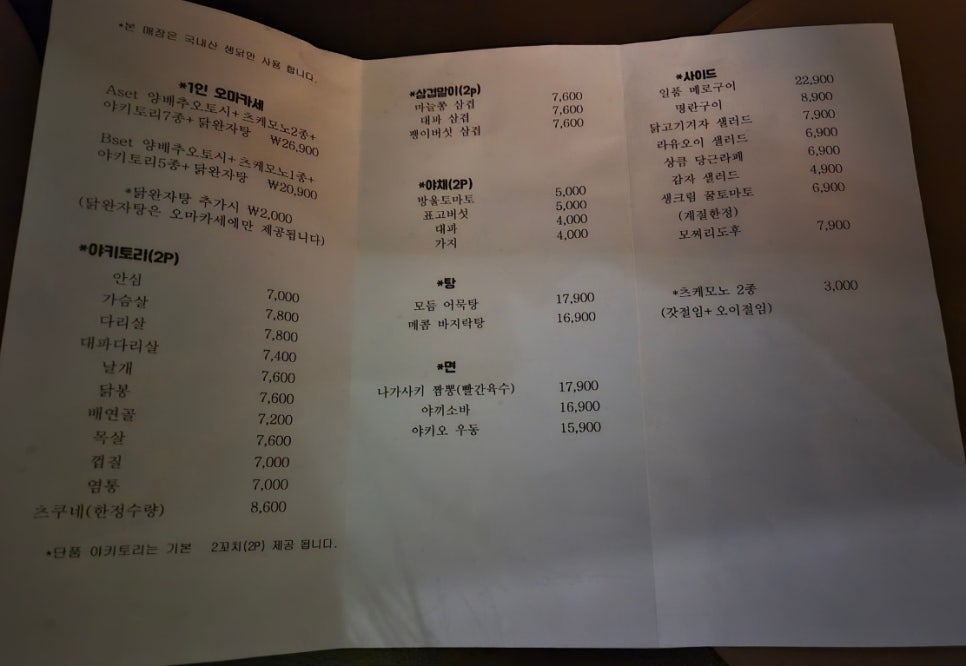 *본 매장은 국내산 생닭만 사용 합니다.
*1인 오마카세
Aset 양배추오토시+ 츠케모노2종+
야키토리7종+ 닭완자탕 ₩26,900
Bset 양배추오토시+ 츠케모노1종+
야키토리5종+ 닭완자탕 ₩20,900
*닭완자탕 추가시 ₩2,000
(닭완자탕은 오마카세에만 제공됩니다)
*야키토리(2P)
안심 7,000
가슴살 7,800
다리살 7,800
대파다리살 7,400
날개 7,600
닭봉 7,600
배연골 7,200
목살 7,600
껍질 7,000
염통 7,000
츠쿠네(한정수량) 8,600
*단품 야키토리는 기본 2꼬치(2P) 제공 됩니다.
*삼겹말이(2p)
마늘쫑 삼겹 7,600
대파 삼겹 7,600
팽이버섯 삼겹 7,600
*야채(2P)
방울토마토 5,000
표고버섯 5,000
대파 4,000
가지 4,000
*탕
모듬 어묵탕 17,900
매콤 바지락탕 16,900
*면
나가사키 짬뽕(빨간육수) 17,900
야끼소바 16,900
야키오 우동 15,900
*사이드
일품 메로구이 22,900
명란구이 8,900
닭고기겨자 샐러드 7,900
라유오이 샐러드 6,900
상큼 당근라페 6,900
감자 샐러드 4,900
생크림 꿀토마토 6,900
(계절한정)
모찌리도후 7,900
*츠케모노 2종 3,000
(갓절임+ 오이절임)